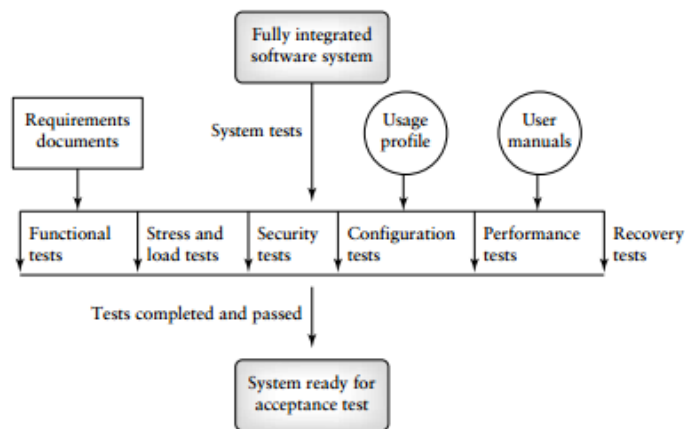 Fully integrated
software system
Requirements
documents
System tests
Usage
profile
User
manuals
Functional
tests
Stress and
load tests
Security
tests
Configuration
tests
Performance
tests
Recovery
tests
Tests completed and passed
System ready for
acceptance test